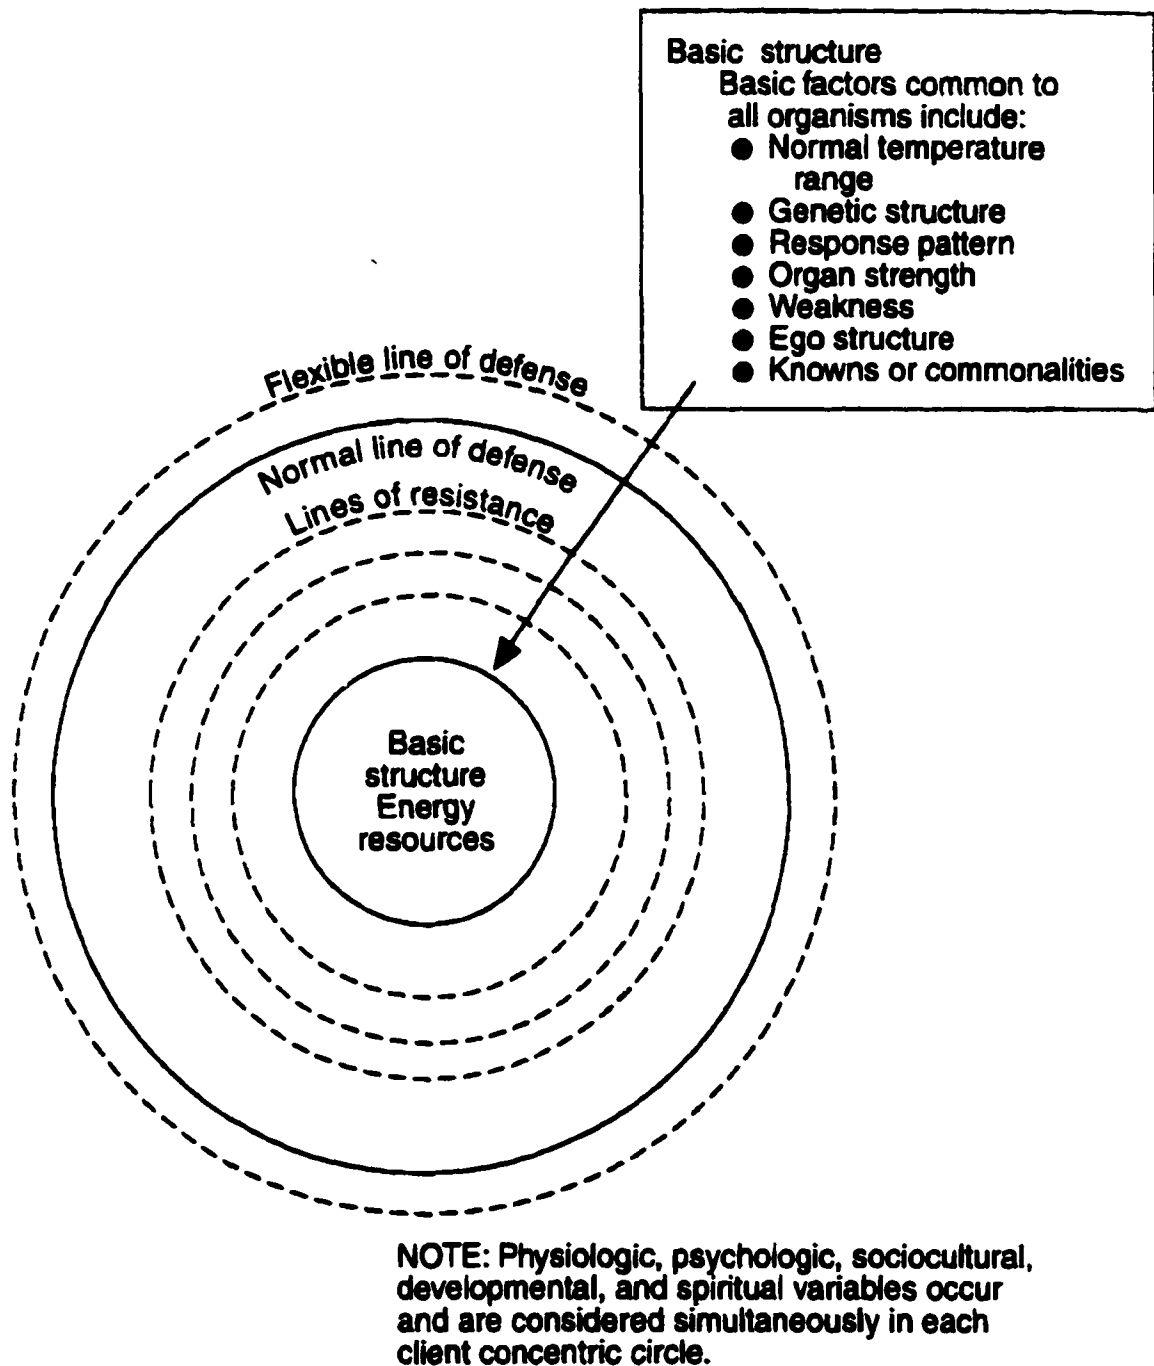 Basic structure
Basic factors common to
all organisms include:
● Normal temperature
range
● Genetic structure
● Response pattern
● Organ strength
● Weakness
● Ego structure
● Knowns or commonalities
Flexible line of defense
Normal line of defense
Lines of resistance
Basic
structure
Energy
resources
NOTE: Physiologic, psychologic, sociocultural,
developmental, and spiritual variables occur
and are considered simultaneously in each
client concentric circle.